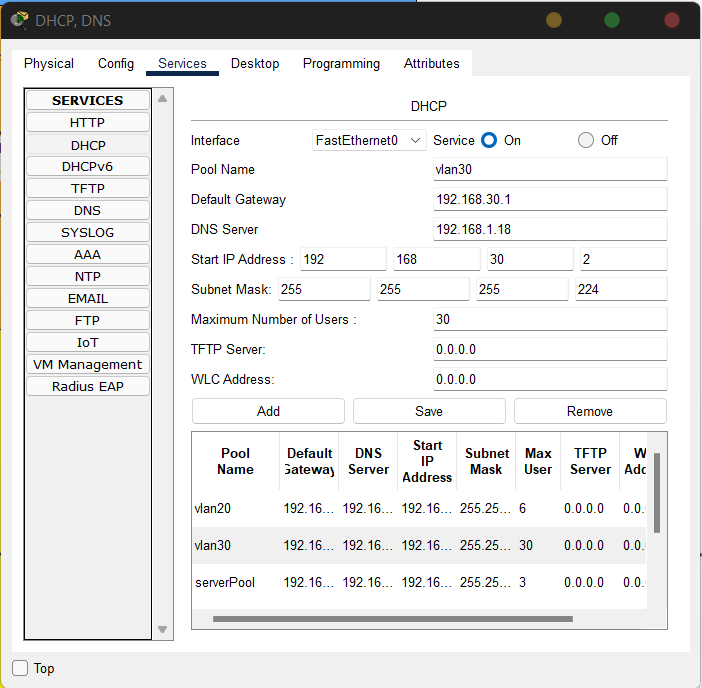 DHCP, DNS
Physical Config Services Desktop Programming Attributes
SERVICES
HTTP
DHCP
DHCPv6
TFTP
DNS
SYSLOG
AAA
NTP
EMAIL
FTP
IoT
VM Management
Radius EAP
DHCP
Interface FastEthernet0 Service On Off
Pool Name vlan30
Default Gateway 192.168.30.1
DNS Server 192.168.1.18
Start IP Address : 192 168 30 2
Subnet Mask: 255 255 255 224
Maximum Number of Users : 30
TFTP Server: 0.0.0.0
WLC Address: 0.0.0.0
Add Save Remove
Pool Name Default Gateway DNS Server Start IP Address Subnet Mask Max User TFTP Server
vlan20 192.16... 192.16... 192.16... 255.25... 6 0.0.0.0 0.0.
vlan30 192.16... 192.16... 192.16... 255.25... 30 0.0.0.0 0.0.
serverPool 192.16... 192.16... 192.16... 255.25... 3 0.0.0.0 0.0.
Top